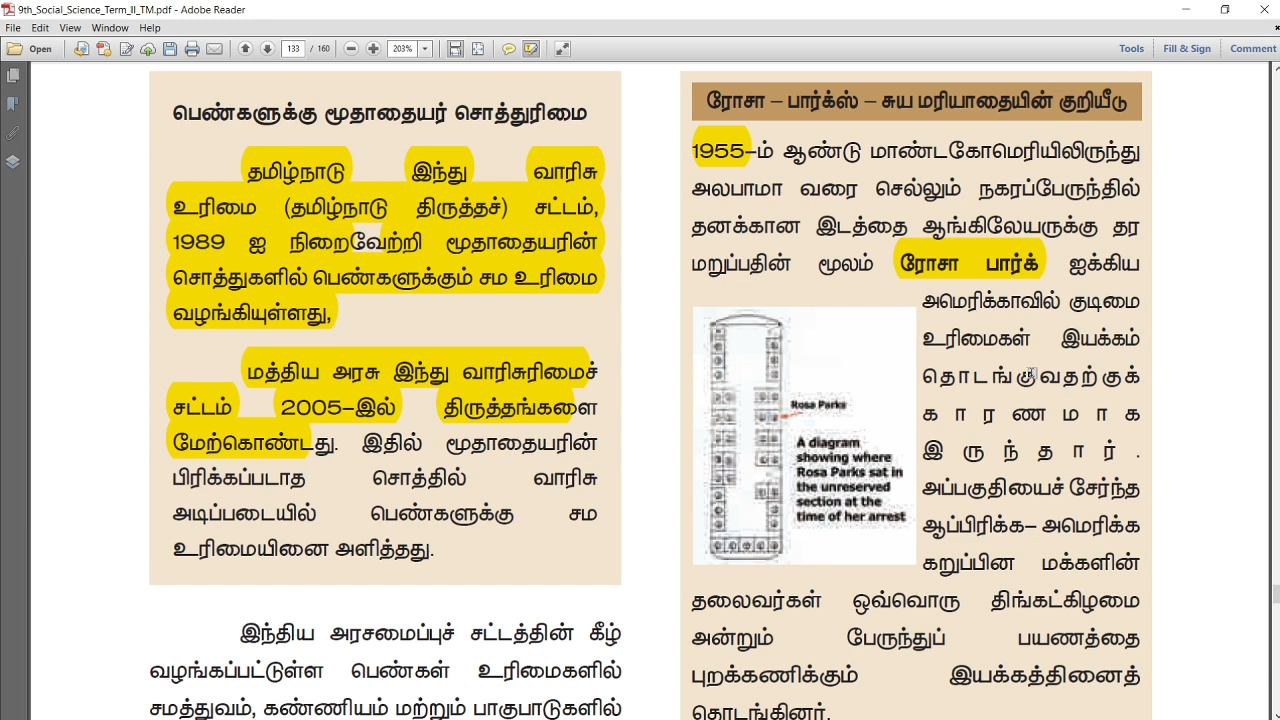 9th_Social_Science_Term_II_TM.pdf - Adobe Reader
File Edit View Window Help
Open 133 / 160 203% Tools Fill & Sign Comment
பெண்களுக்கு மூதாதையர் சொத்துரிமை
தமிழ்நாடு இந்து வாரிசு
உரிமை (தமிழ்நாடு திருத்தச்) சட்டம்,
1989 ஐ நிறைவேற்றி மூதாதையரின்
சொத்துகளில் பெண்களுக்கும் சம உரிமை
வழங்கியுள்ளது,
மத்திய அரசு இந்து வாரிசுரிமைச்
சட்டம் 2005-இல் திருத்தங்களை
மேற்கொண்டது. இதில் மூதாதையரின்
பிரிக்கப்படாத சொத்தில் வாரிசு
அடிப்படையில் பெண்களுக்கு சம
உரிமையினை அளித்தது.
இந்திய அரசமைப்புச் சட்டத்தின் கீழ்
வழங்கப்பட்டுள்ள பெண்கள் உரிமைகளில்
சமத்துவம், கண்ணியம் மற்றும் பாகுபாடுகளில்
ரோசா – பார்க்ஸ் – சுய மரியாதையின் குறியீடு
1955-ம் ஆண்டு மாண்டகோமெரியிலிருந்து
அலபாமா வரை செல்லும் நகரப்பேருந்தில்
தனக்கான இடத்தை ஆங்கிலேயருக்கு தர
மறுப்பதின் மூலம் ரோசா பார்க் ஐக்கிய
அமெரிக்காவில் குடிமை
உரிமைகள் இயக்கம்
தொடங்குவதற்குக்
காரணமாக
இருந்தார்.
அப்பகுதியைச் சேர்ந்த
ஆப்பிரிக்க– அமெரிக்க
கறுப்பின மக்களின்
தலைவர்கள் ஒவ்வொரு திங்கட்கிழமை
அன்றும் பேருந்துப் பயணத்தை
புறக்கணிக்கும் இயக்கத்தினைத்
தொடங்கினர்.
Rosa Parks
A diagram
showing where
Rosa Parks sat in
the unreserved
section at the
time of her arrest